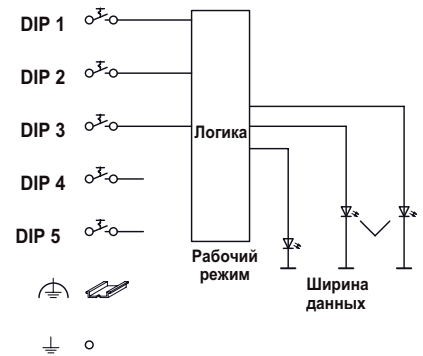 DIP 1
DIP 2
DIP 3
Логика
DIP 4
DIP 5
Рабочий
режим
Ширина
данных